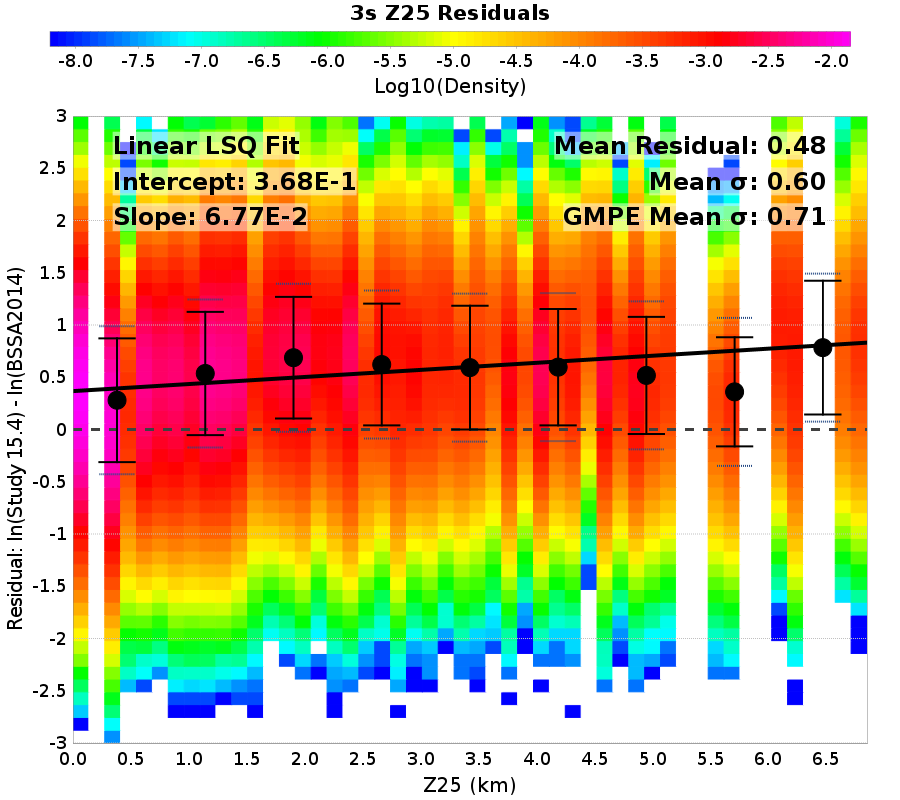 3s Z25 Residuals
-8.0 -7.5 -7.0 -6.5 -6.0 -5.5 -5.0 -4.5 -4.0 -3.5 -3.0 -2.5 -2.0
Log10(Density)
Linear LSQ Fit
Intercept: 3.68E-1
Slope: 6.77E-2
Mean Residual: 0.48
Mean σ: 0.60
GMPE Mean σ: 0.71
Residual: ln(Study 15.4) - ln(BSSA2014)
3
2.5
2
1.5
1
0.5
0
-0.5
-1
-1.5
-2
-2.5
-3
0.0 0.5 1.0 1.5 2.0 2.5 3.0 3.5 4.0 4.5 5.0 5.5 6.0 6.5
Z25 (km)